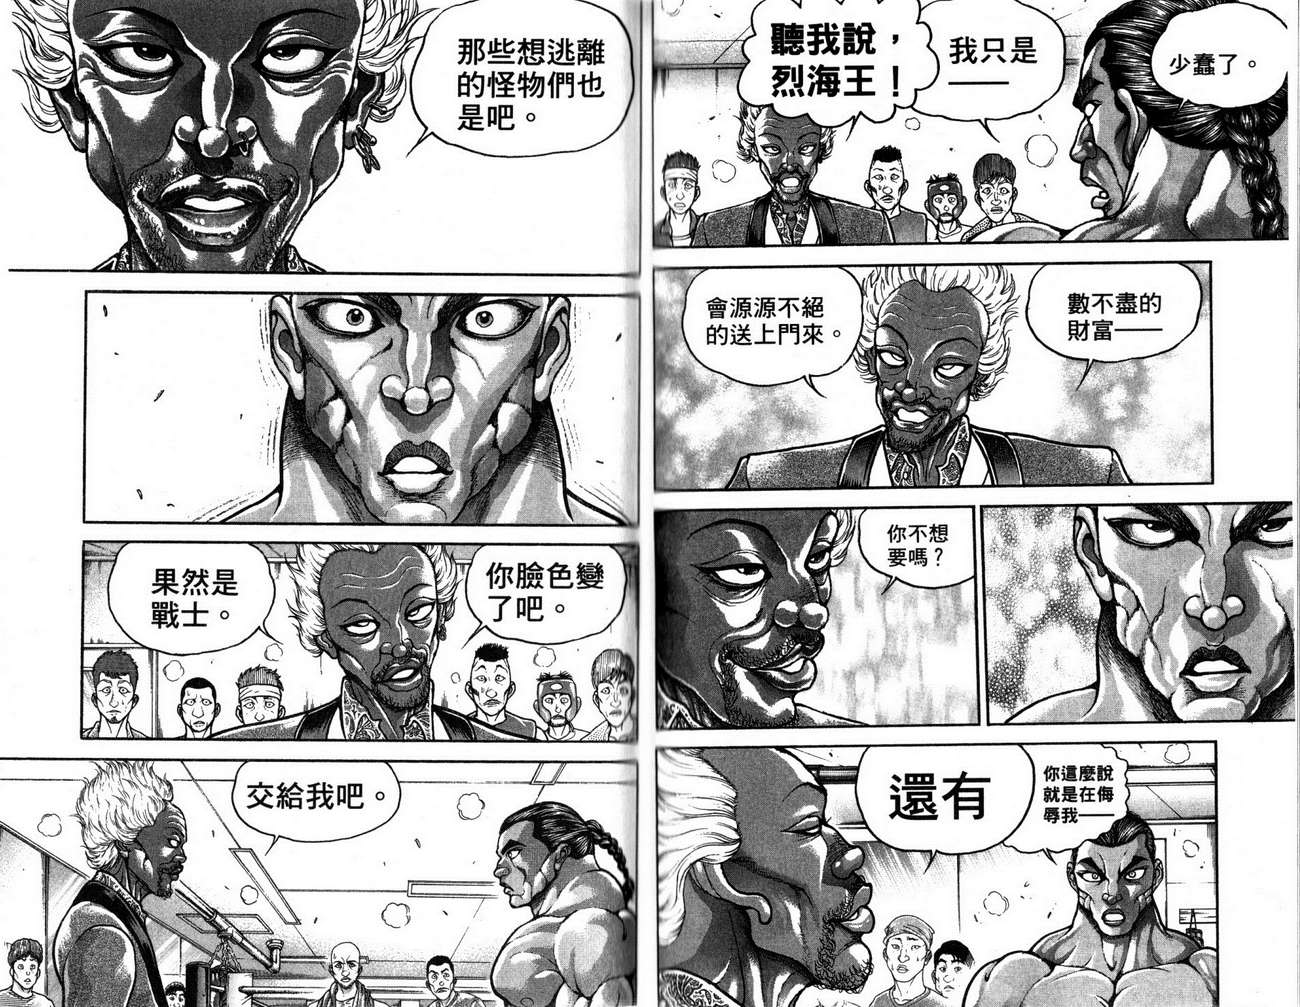 少蠢了。
我只是
——
聽我說，
烈海王！
數不盡的
財富——
會源源不絕
的送上門來。
你不想
要嗎？
你這麼說
就是在侮
辱我——
還有
那些想逃離
的怪物們也
是吧。
你臉色變
了吧。
果然是
戰士。
交給我吧。